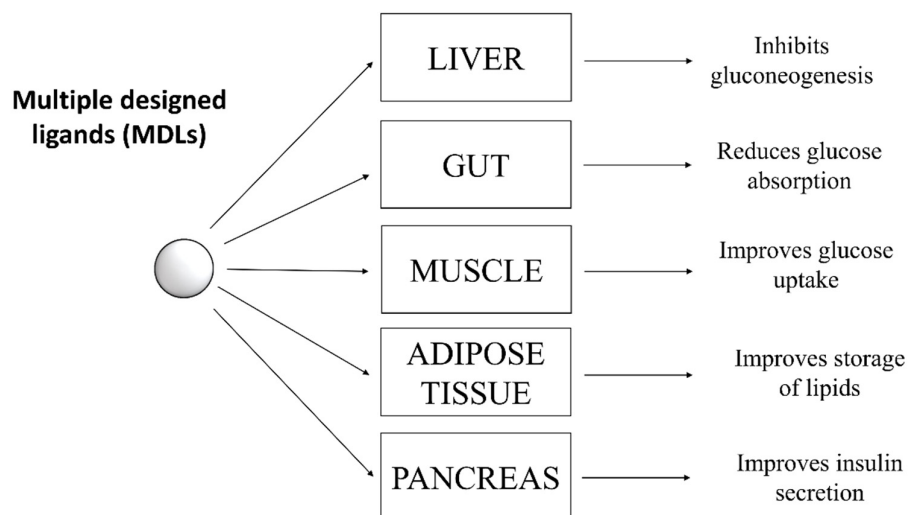 Multiple designed
ligands (MDLs)
LIVER
Inhibits
gluconeogenesis
GUT
Reduces glucose
absorption
MUSCLE
Improves glucose
uptake
ADIPOSE
TISSUE
Improves storage
of lipids
PANCREAS
Improves insulin
secretion